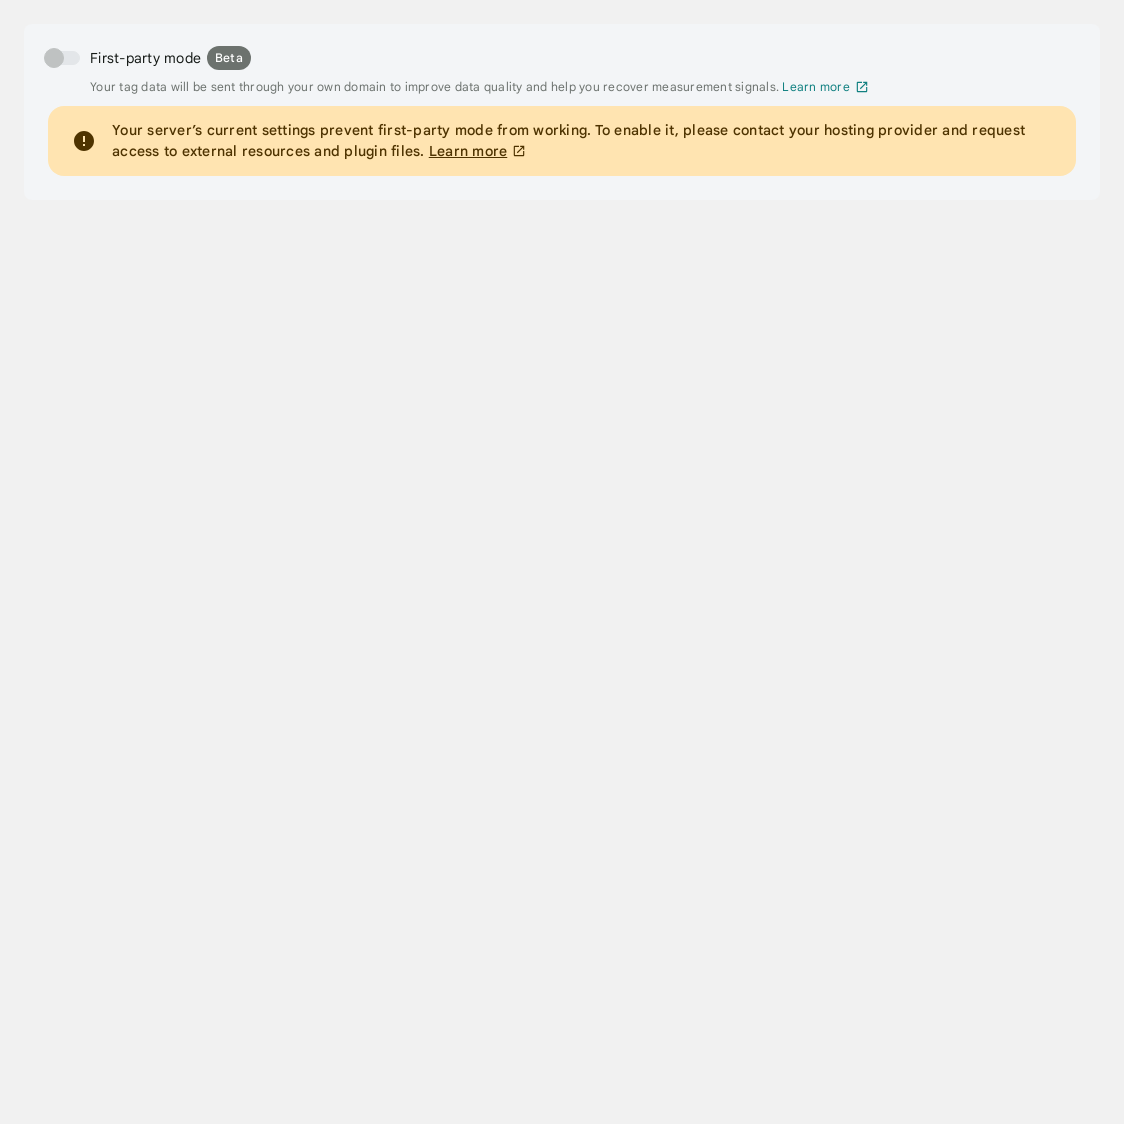 First-party mode Beta
Your tag data will be sent through your own domain to improve data quality and help you recover measurement signals. Learn more
Your server’s current settings prevent first-party mode from working. To enable it, please contact your hosting provider and request
access to external resources and plugin files. Learn more